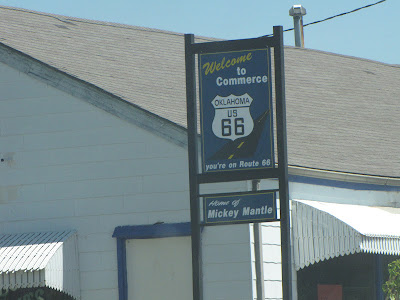 Welcome
to
Commerce
OKLAHOMA
US
66
you're on Route 66
Home of
Mickey Mantle